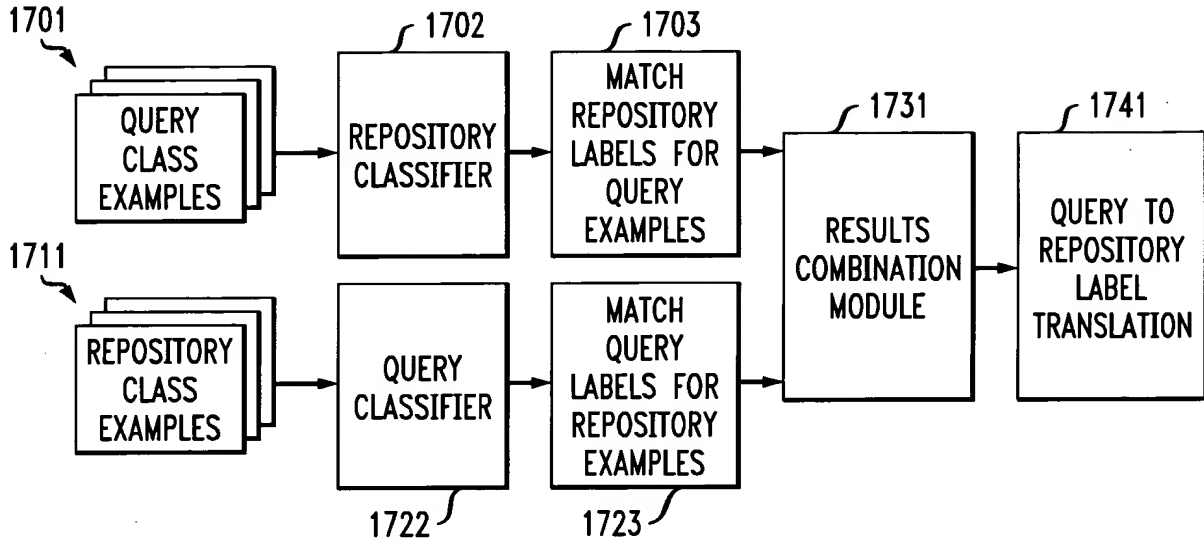 1701
QUERY
CLASS
EXAMPLES
1702
REPOSITORY
CLASSIFIER
1703
MATCH
REPOSITORY
LABELS FOR
QUERY
EXAMPLES
1711
REPOSITORY
CLASS
EXAMPLES
QUERY
CLASSIFIER
1722
MATCH
QUERY
LABELS FOR
REPOSITORY
EXAMPLES
1723
1731
RESULTS
COMBINATION
MODULE
1741
QUERY TO
REPOSITORY
LABEL
TRANSLATION